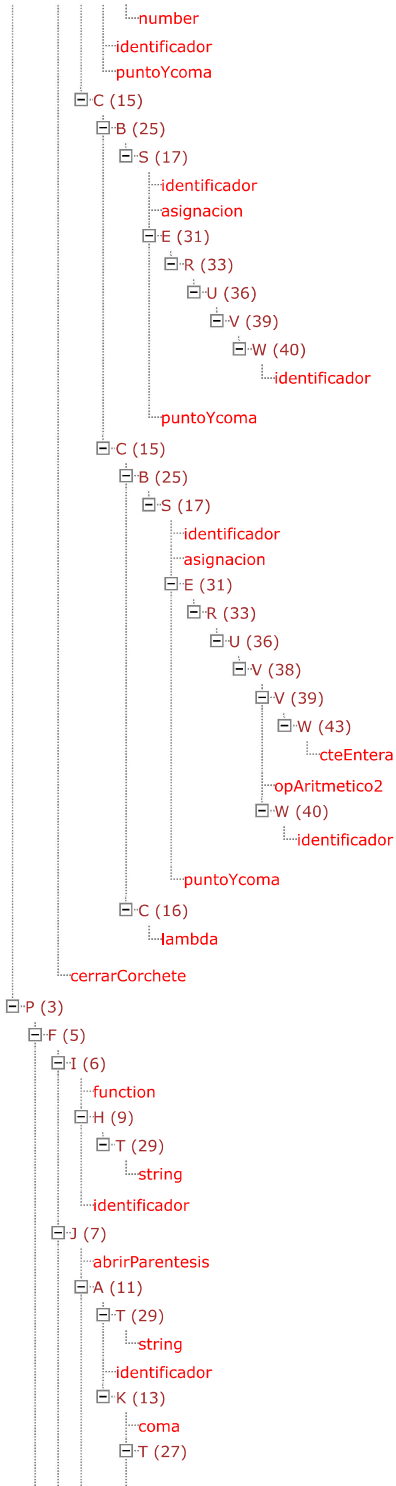 number
identificador
puntoYcoma
C (15)
B (25)
S (17)
identificador
asignacion
E (31)
R (33)
U (36)
V (39)
W (40)
identificador
puntoYcoma
C (15)
B (25)
S (17)
identificador
asignacion
E (31)
R (33)
U (36)
V (38)
V (39)
W (43)
cteEntera
opAritmetico2
W (40)
identificador
puntoYcoma
C (16)
lambda
cerrarCorchete
P (3)
F (5)
I (6)
function
H (9)
T (29)
string
identificador
J (7)
abrirParentesis
A (11)
T (29)
string
identificador
K (13)
coma
T (27)